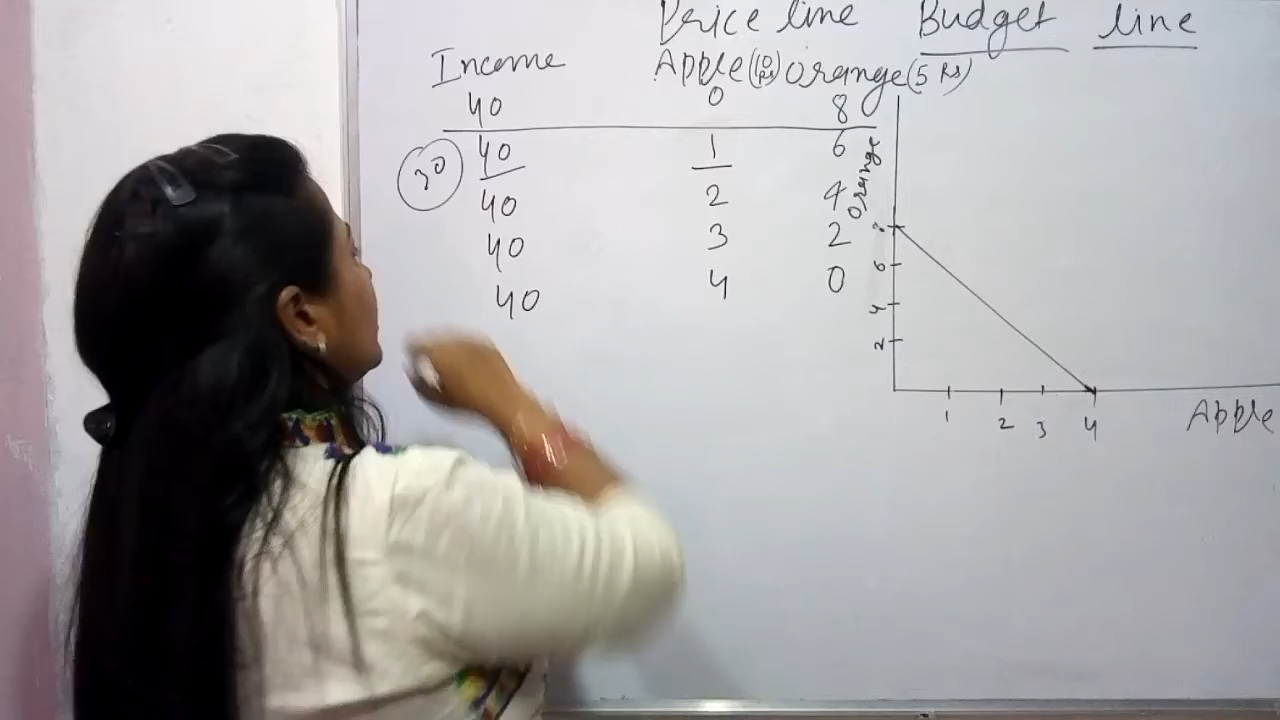 Price line Budget line
Income Apple (10 Rs) orange (5 Rs)
40 0 8
30 40 1 6
40 2 4
40 3 2
40 4 0
orange
8
6
4
2
1 2 3 4
Apple